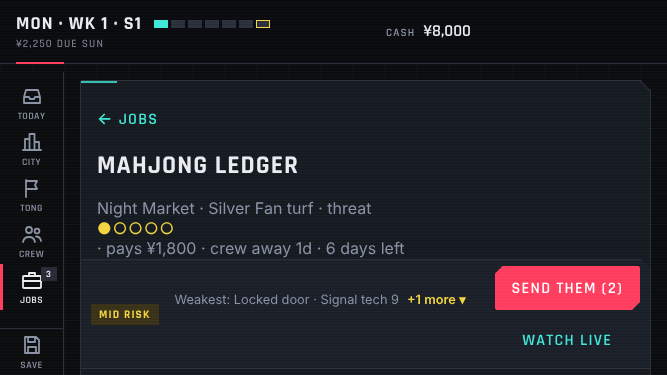 MON · WK 1 · S1
¥2,250 DUE SUN
CASH ¥8,000
TODAY
CITY
TONG
CREW
3
JOBS
SAVE
← JOBS
MAHJONG LEDGER
Night Market · Silver Fan turf · threat
· pays ¥1,800 · crew away 1d · 6 days left
MID RISK
Weakest: Locked door · Signal tech 9 +1 more ▾
SEND THEM (2)
WATCH LIVE